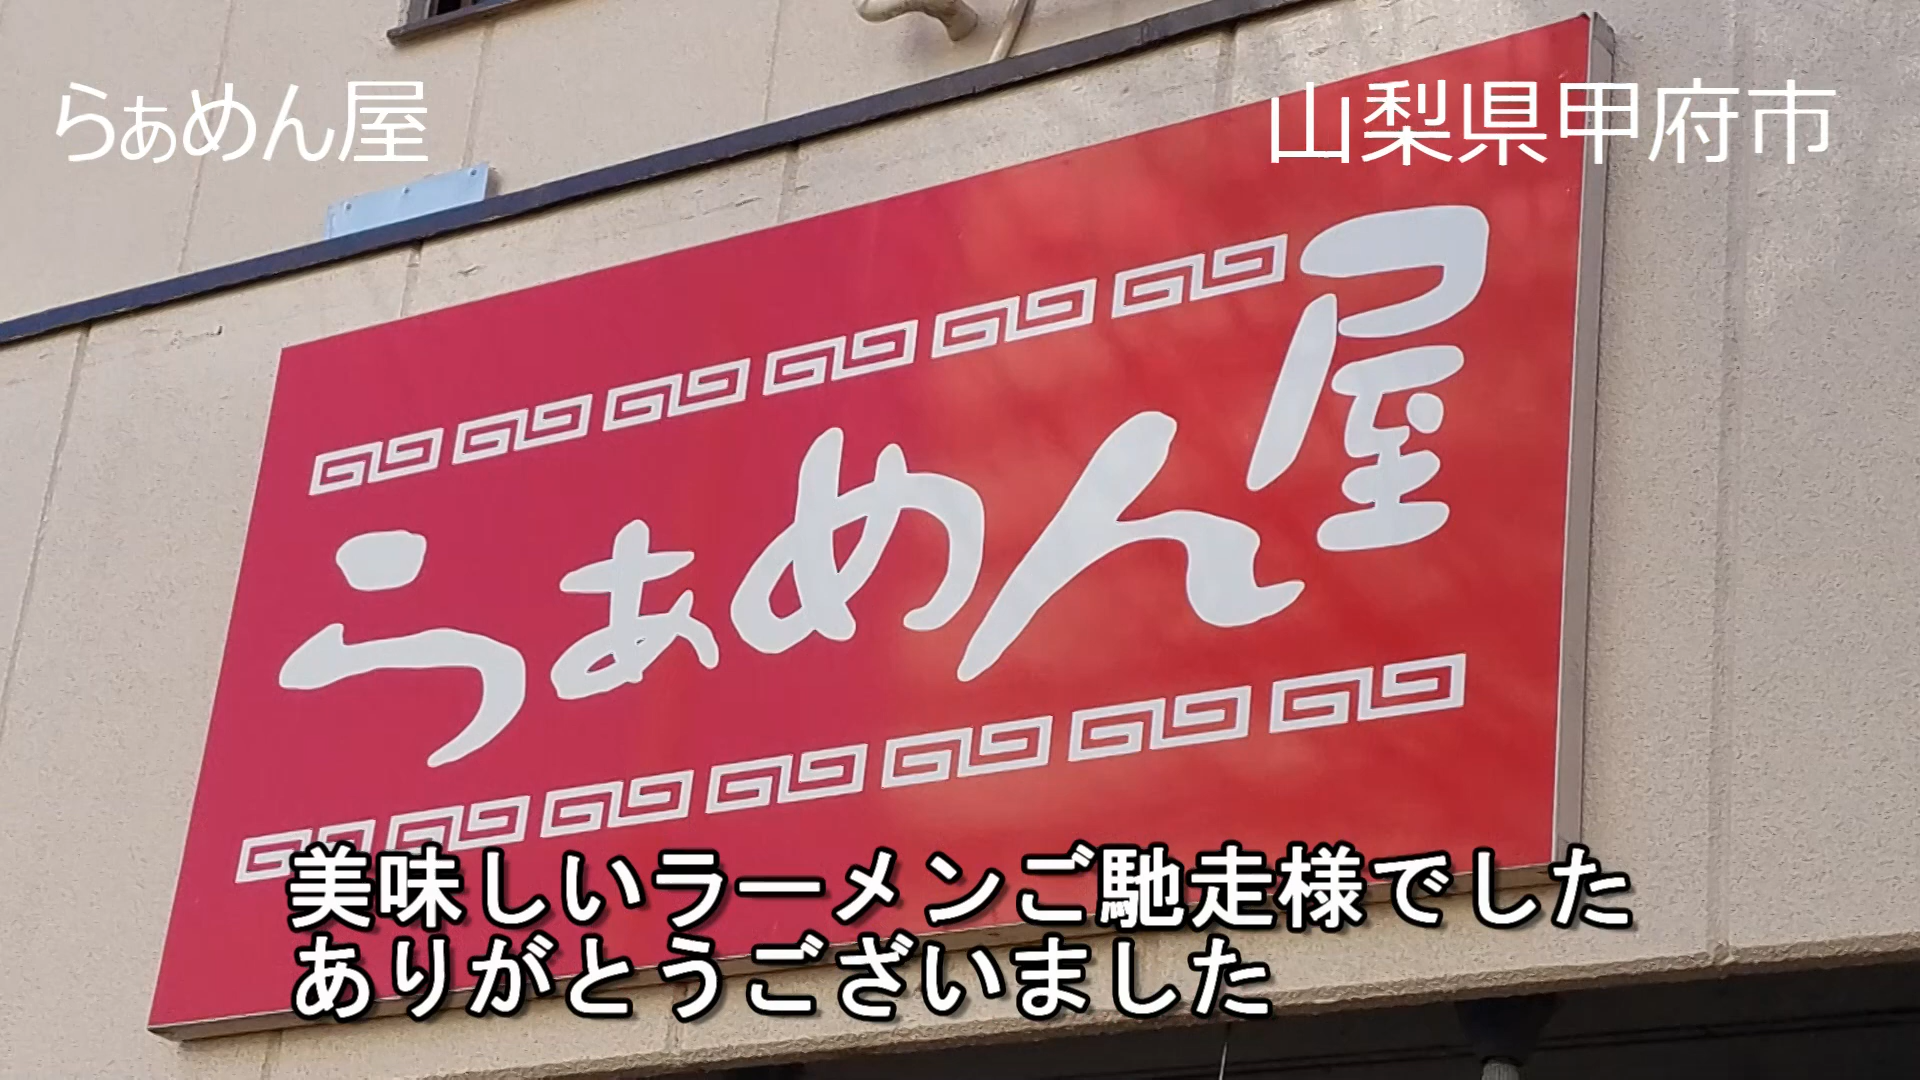 らぁめん屋
山梨県甲府市
らぁめん屋
美味しいラーメンご馳走様でした
ありがとうございました